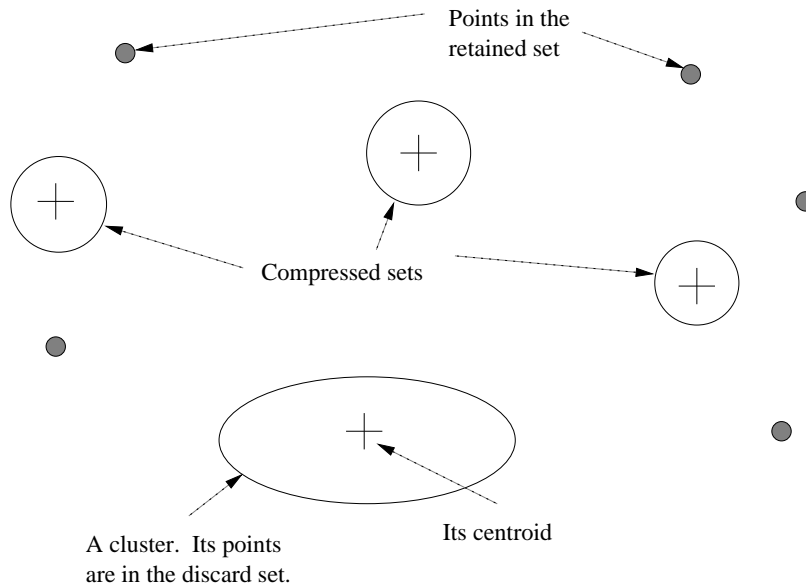 Points in the
retained set
Compressed sets
Its centroid
A cluster.  Its points
are in the discard set.